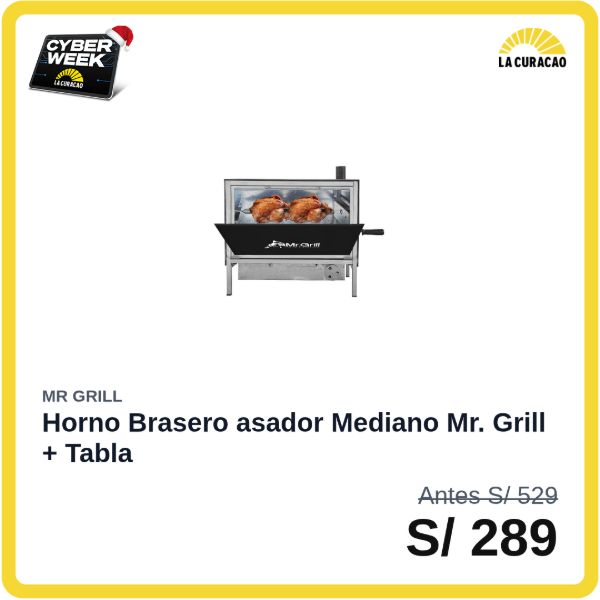 CYBER
WEEK
LA CURACAO
LA CURACAO
Mr.Grill
MR GRILL
Horno Brasero asador Mediano Mr. Grill
+ Tabla
Antes S/ 529
S/ 289